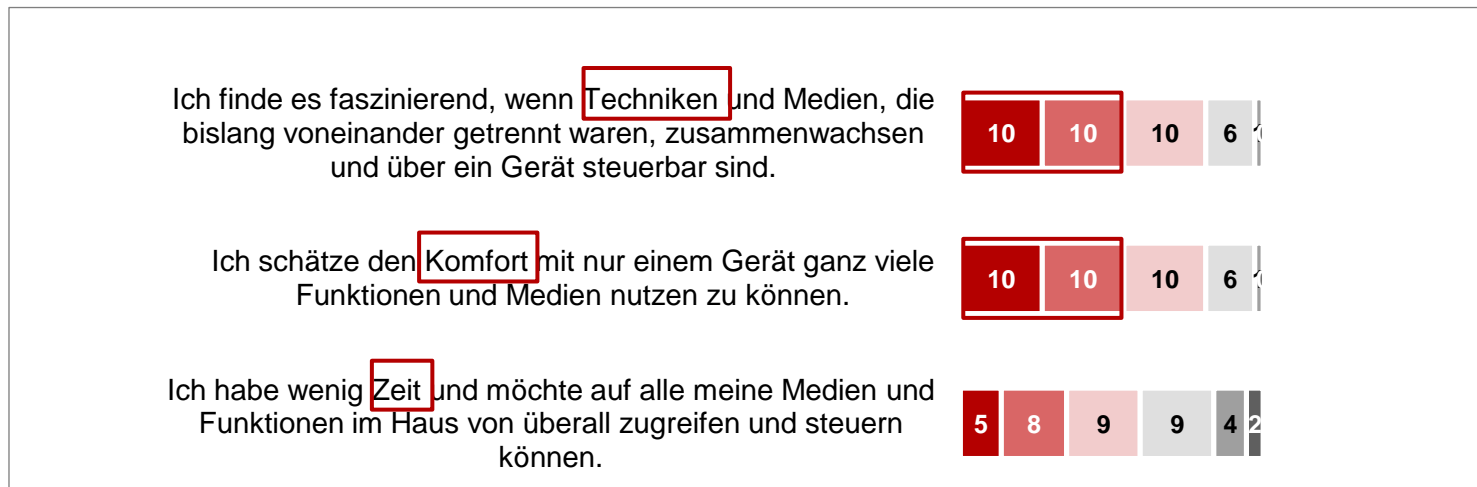 Ich finde es faszinierend, wenn Techniken und Medien, die
bislang voneinander getrennt waren, zusammenwachsen
und über ein Gerät steuerbar sind.
10 10 10 6
Ich schätze den Komfort mit nur einem Gerät ganz viele
Funktionen und Medien nutzen zu können.
10 10 10 6
Ich habe wenig Zeit und möchte auf alle meine Medien und
Funktionen im Haus von überall zugreifen und steuern
können.
5 8 9 9 4 2